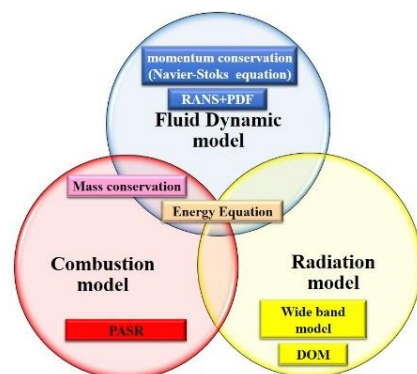 momentum conservation
(Navier-Stoks equation)
RANS+PDF
Fluid Dynamic
model
Mass conservation
Energy Equation
Combustion
model
PASR
Radiation
model
Wide band
model
DOM